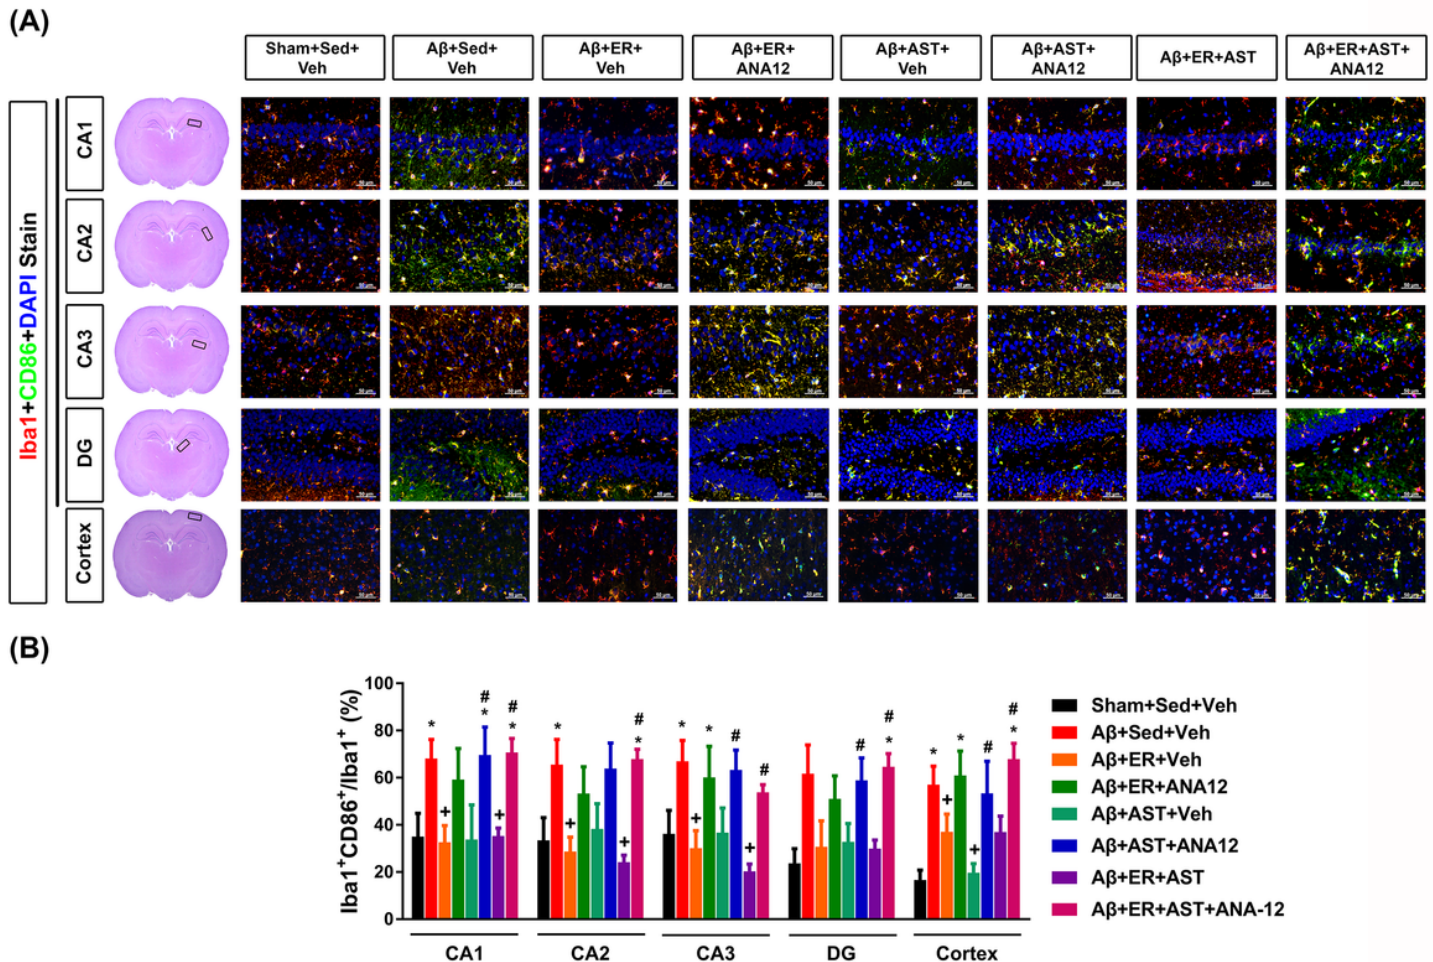 (A)
Sham+Sed+
Veh
Aβ+Sed+
Veh
Aβ+ER+
Veh
Aβ+ER+
ANA12
Aβ+AST+
Veh
Aβ+AST+
ANA12
Aβ+ER+AST
Aβ+ER+AST+
ANA12
Iba1+CD86+DAPI Stain
CA1
CA2
CA3
DG
Cortex
(B)
Iba1⁺CD86⁺/Iba1⁺ (%)
100
80
60
40
20
0
* + #* + #*
* + + #*
* + * # + #
# #*
* + * + # #*
CA1
CA2
CA3
DG
Cortex
Sham+Sed+Veh
Aβ+Sed+Veh
Aβ+ER+Veh
Aβ+ER+ANA12
Aβ+AST+Veh
Aβ+AST+ANA12
Aβ+ER+AST
Aβ+ER+AST+ANA-12